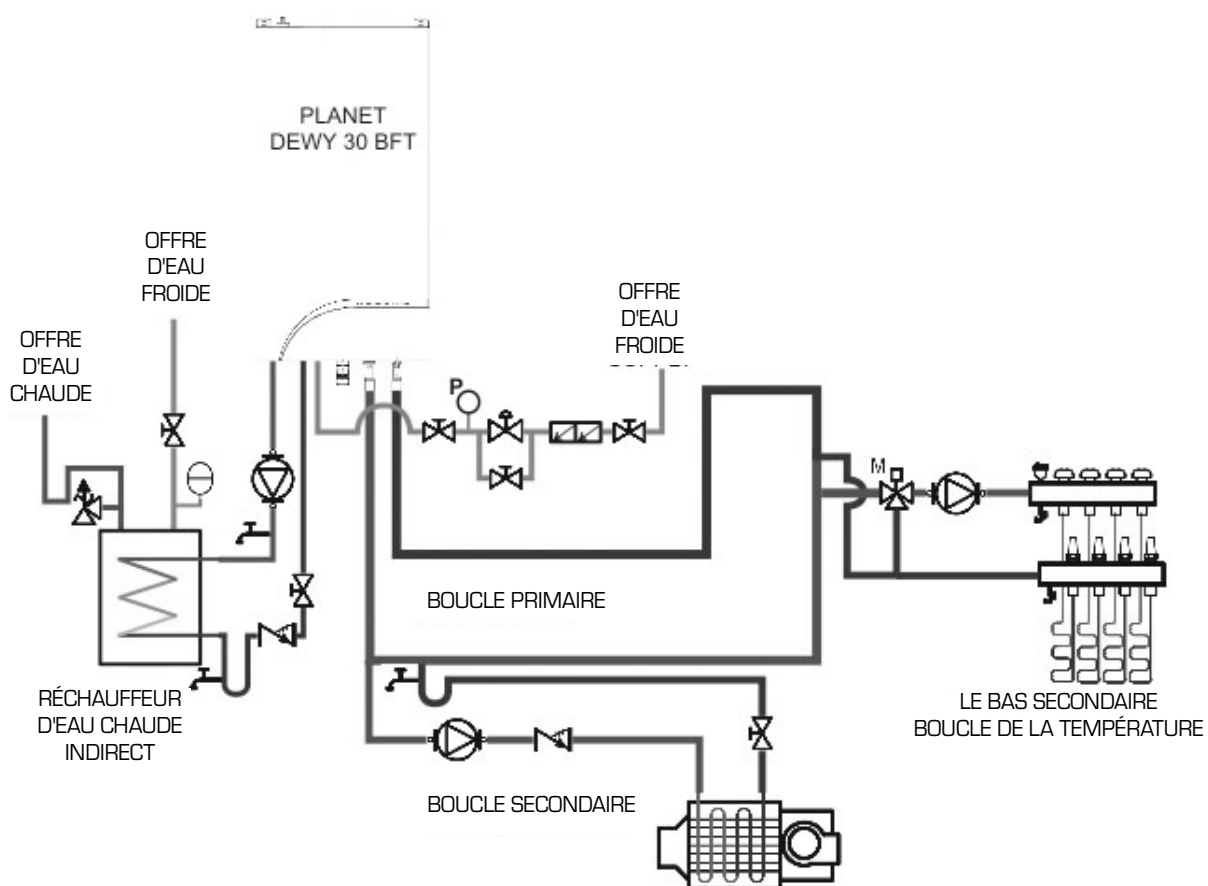 PLANET
DEWY 30 BFT
OFFRE
D'EAU
FROIDE
OFFRE
D'EAU
CHAUDE
OFFRE
D'EAU
FROIDE
P
M
BOUCLE PRIMAIRE
RÉCHAUFFEUR
D'EAU CHAUDE
INDIRECT
LE BAS SECONDAIRE
BOUCLE DE LA TEMPÉRATURE
BOUCLE SECONDAIRE